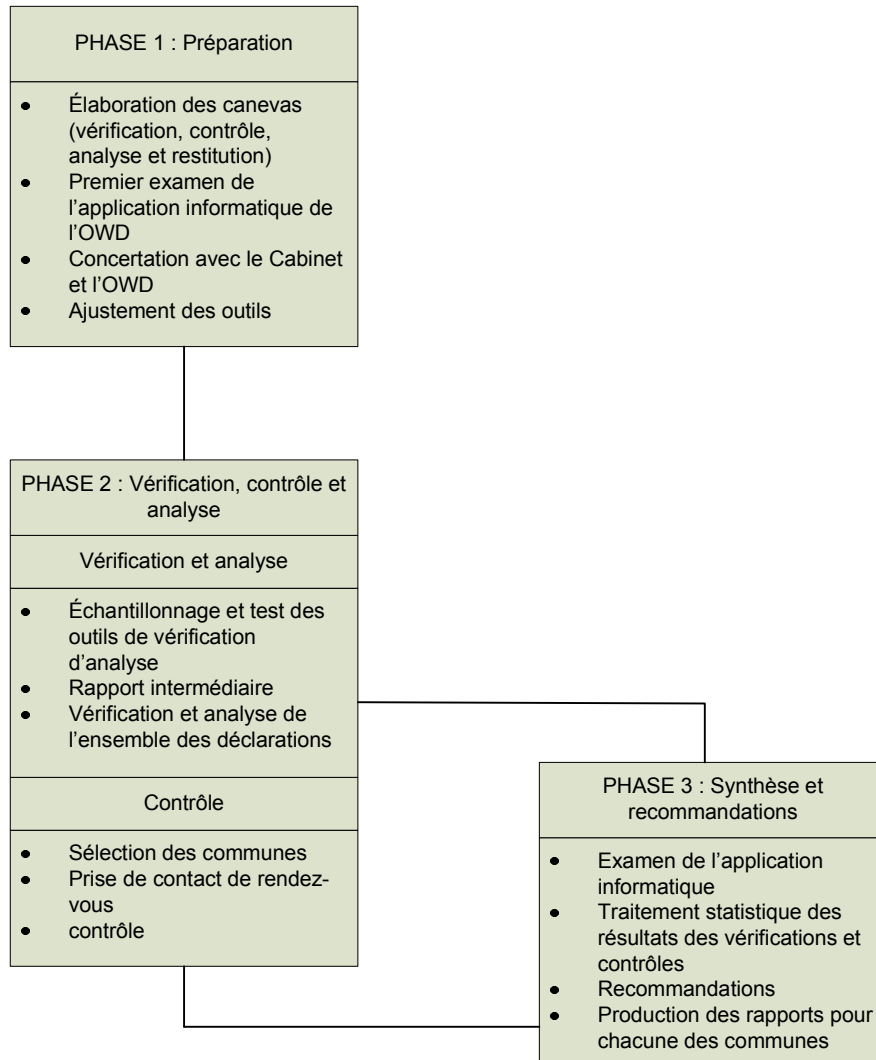 PHASE 1 : Préparation
• Élaboration des canevas
(vérification, contrôle,
analyse et restitution)
• Premier examen de
l’application informatique de
l’OWD
• Concertation avec le Cabinet
et l’OWD
• Ajustement des outils
PHASE 2 : Vérification, contrôle et
analyse
Vérification et analyse
• Échantillonnage et test des
outils de vérification
d’analyse
• Rapport intermédiaire
• Vérification et analyse de
l’ensemble des déclarations
Contrôle
• Sélection des communes
• Prise de contact de rendez-
vous
• contrôle
PHASE 3 : Synthèse et
recommandations
• Examen de l’application
informatique
• Traitement statistique des
résultats des vérifications et
contrôles
• Recommandations
• Production des rapports pour
chacune des communes